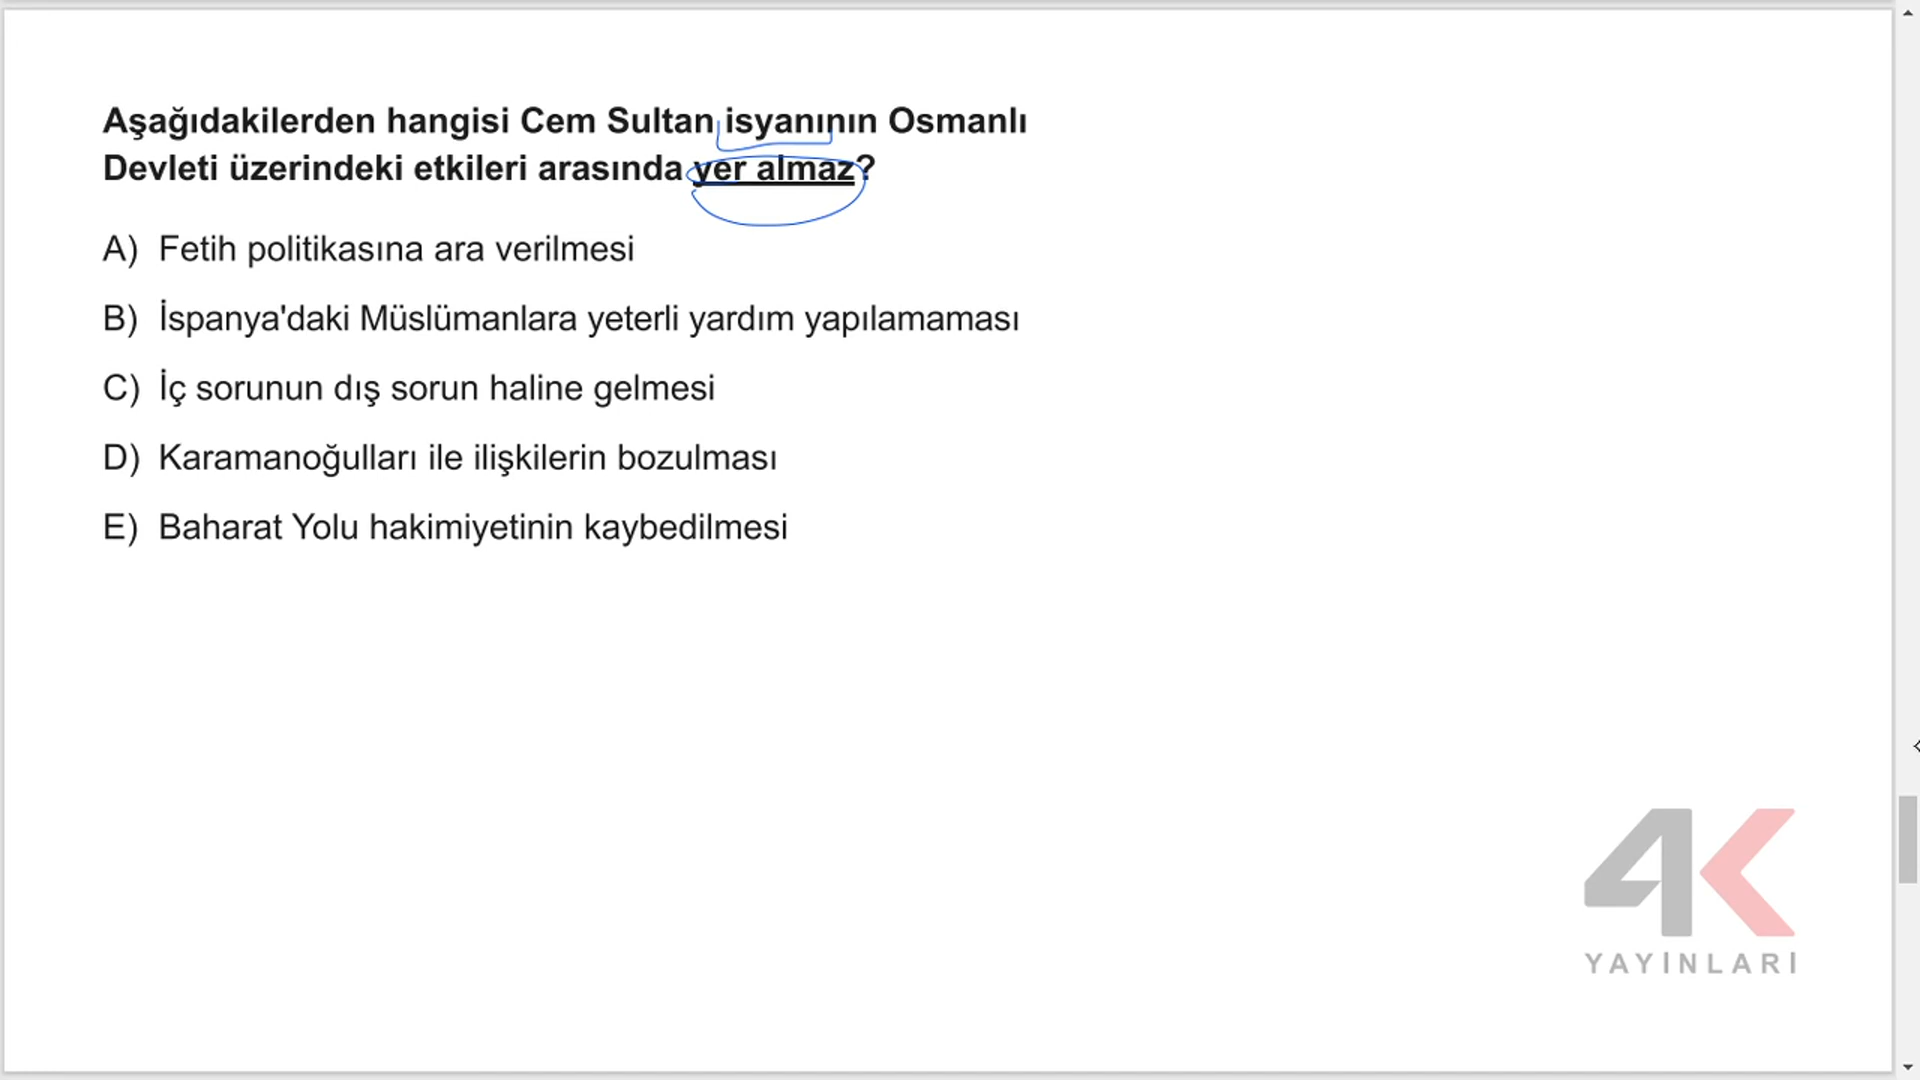 Aşağıdakilerden hangisi Cem Sultan isyanının Osmanlı
Devleti üzerindeki etkileri arasında yer almaz?
A) Fetih politikasına ara verilmesi
B) İspanya'daki Müslümanlara yeterli yardım yapılamaması
C) İç sorunun dış sorun haline gelmesi
D) Karamanoğulları ile ilişkilerin bozulması
E) Baharat Yolu hakimiyetinin kaybedilmesi
4K
YAYINLARI